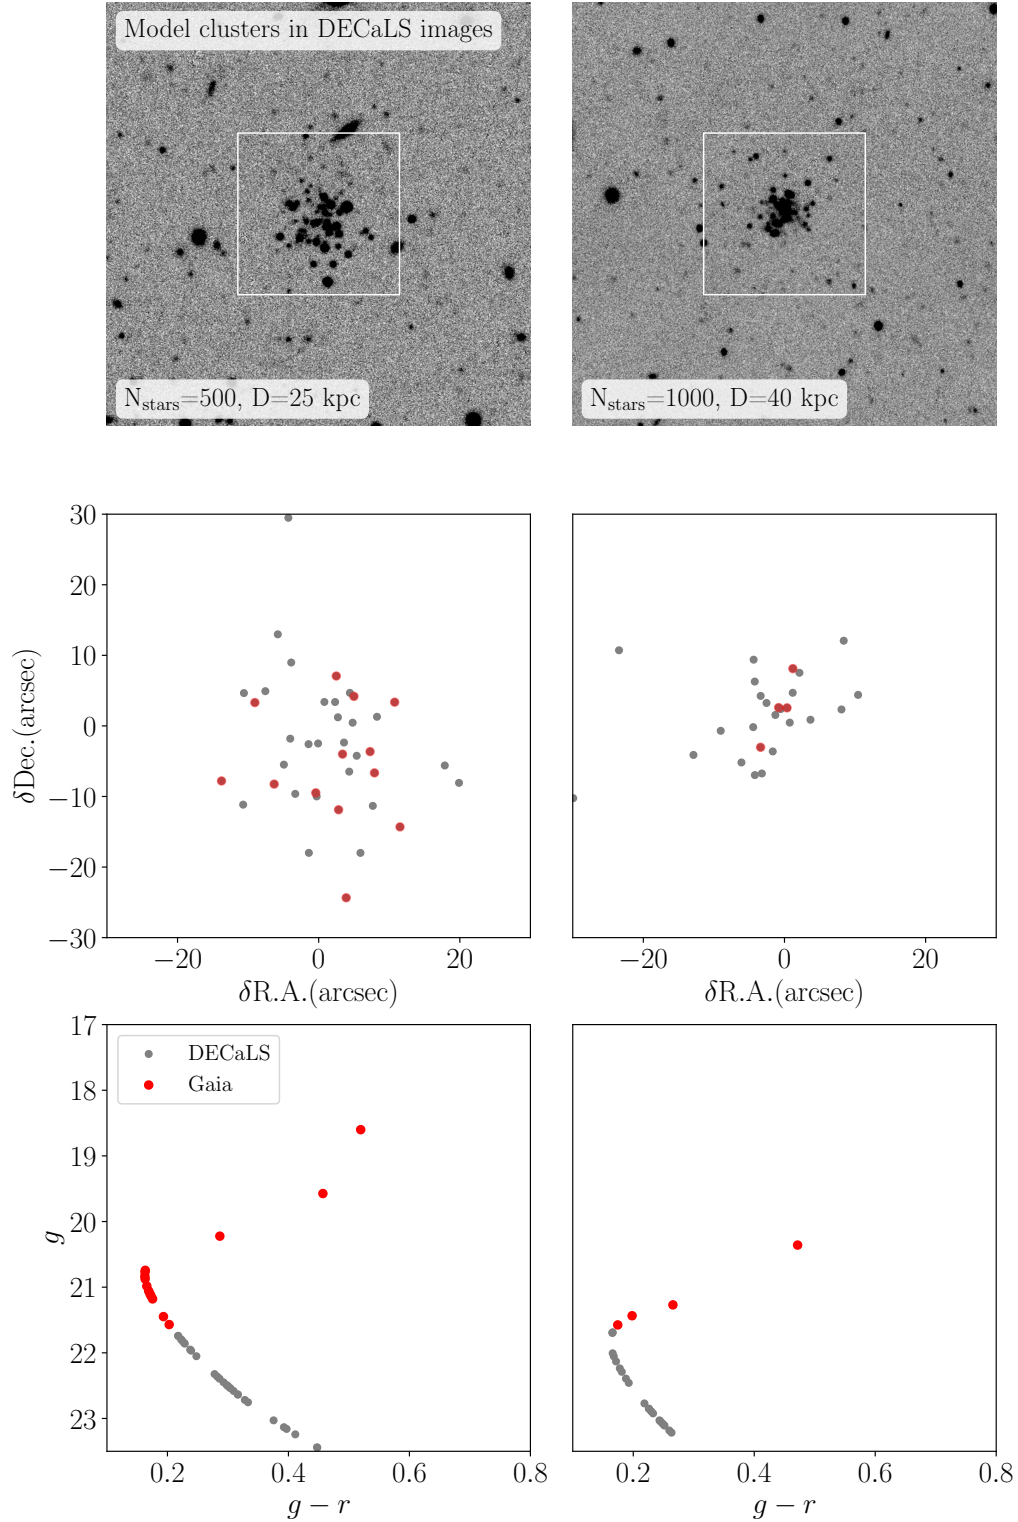 Model clusters in DECaLS images
N_stars=500, D=25 kpc
N_stars=1000, D=40 kpc
30
20
10
0
−10
−20
−30
δDec.(arcsec)
−20 0 20
δR.A.(arcsec)
−20 0 20
δR.A.(arcsec)
17
18
19
20
21
22
23
g
DECaLS
Gaia
0.2 0.4 0.6 0.8
g − r
0.2 0.4 0.6 0.8
g − r